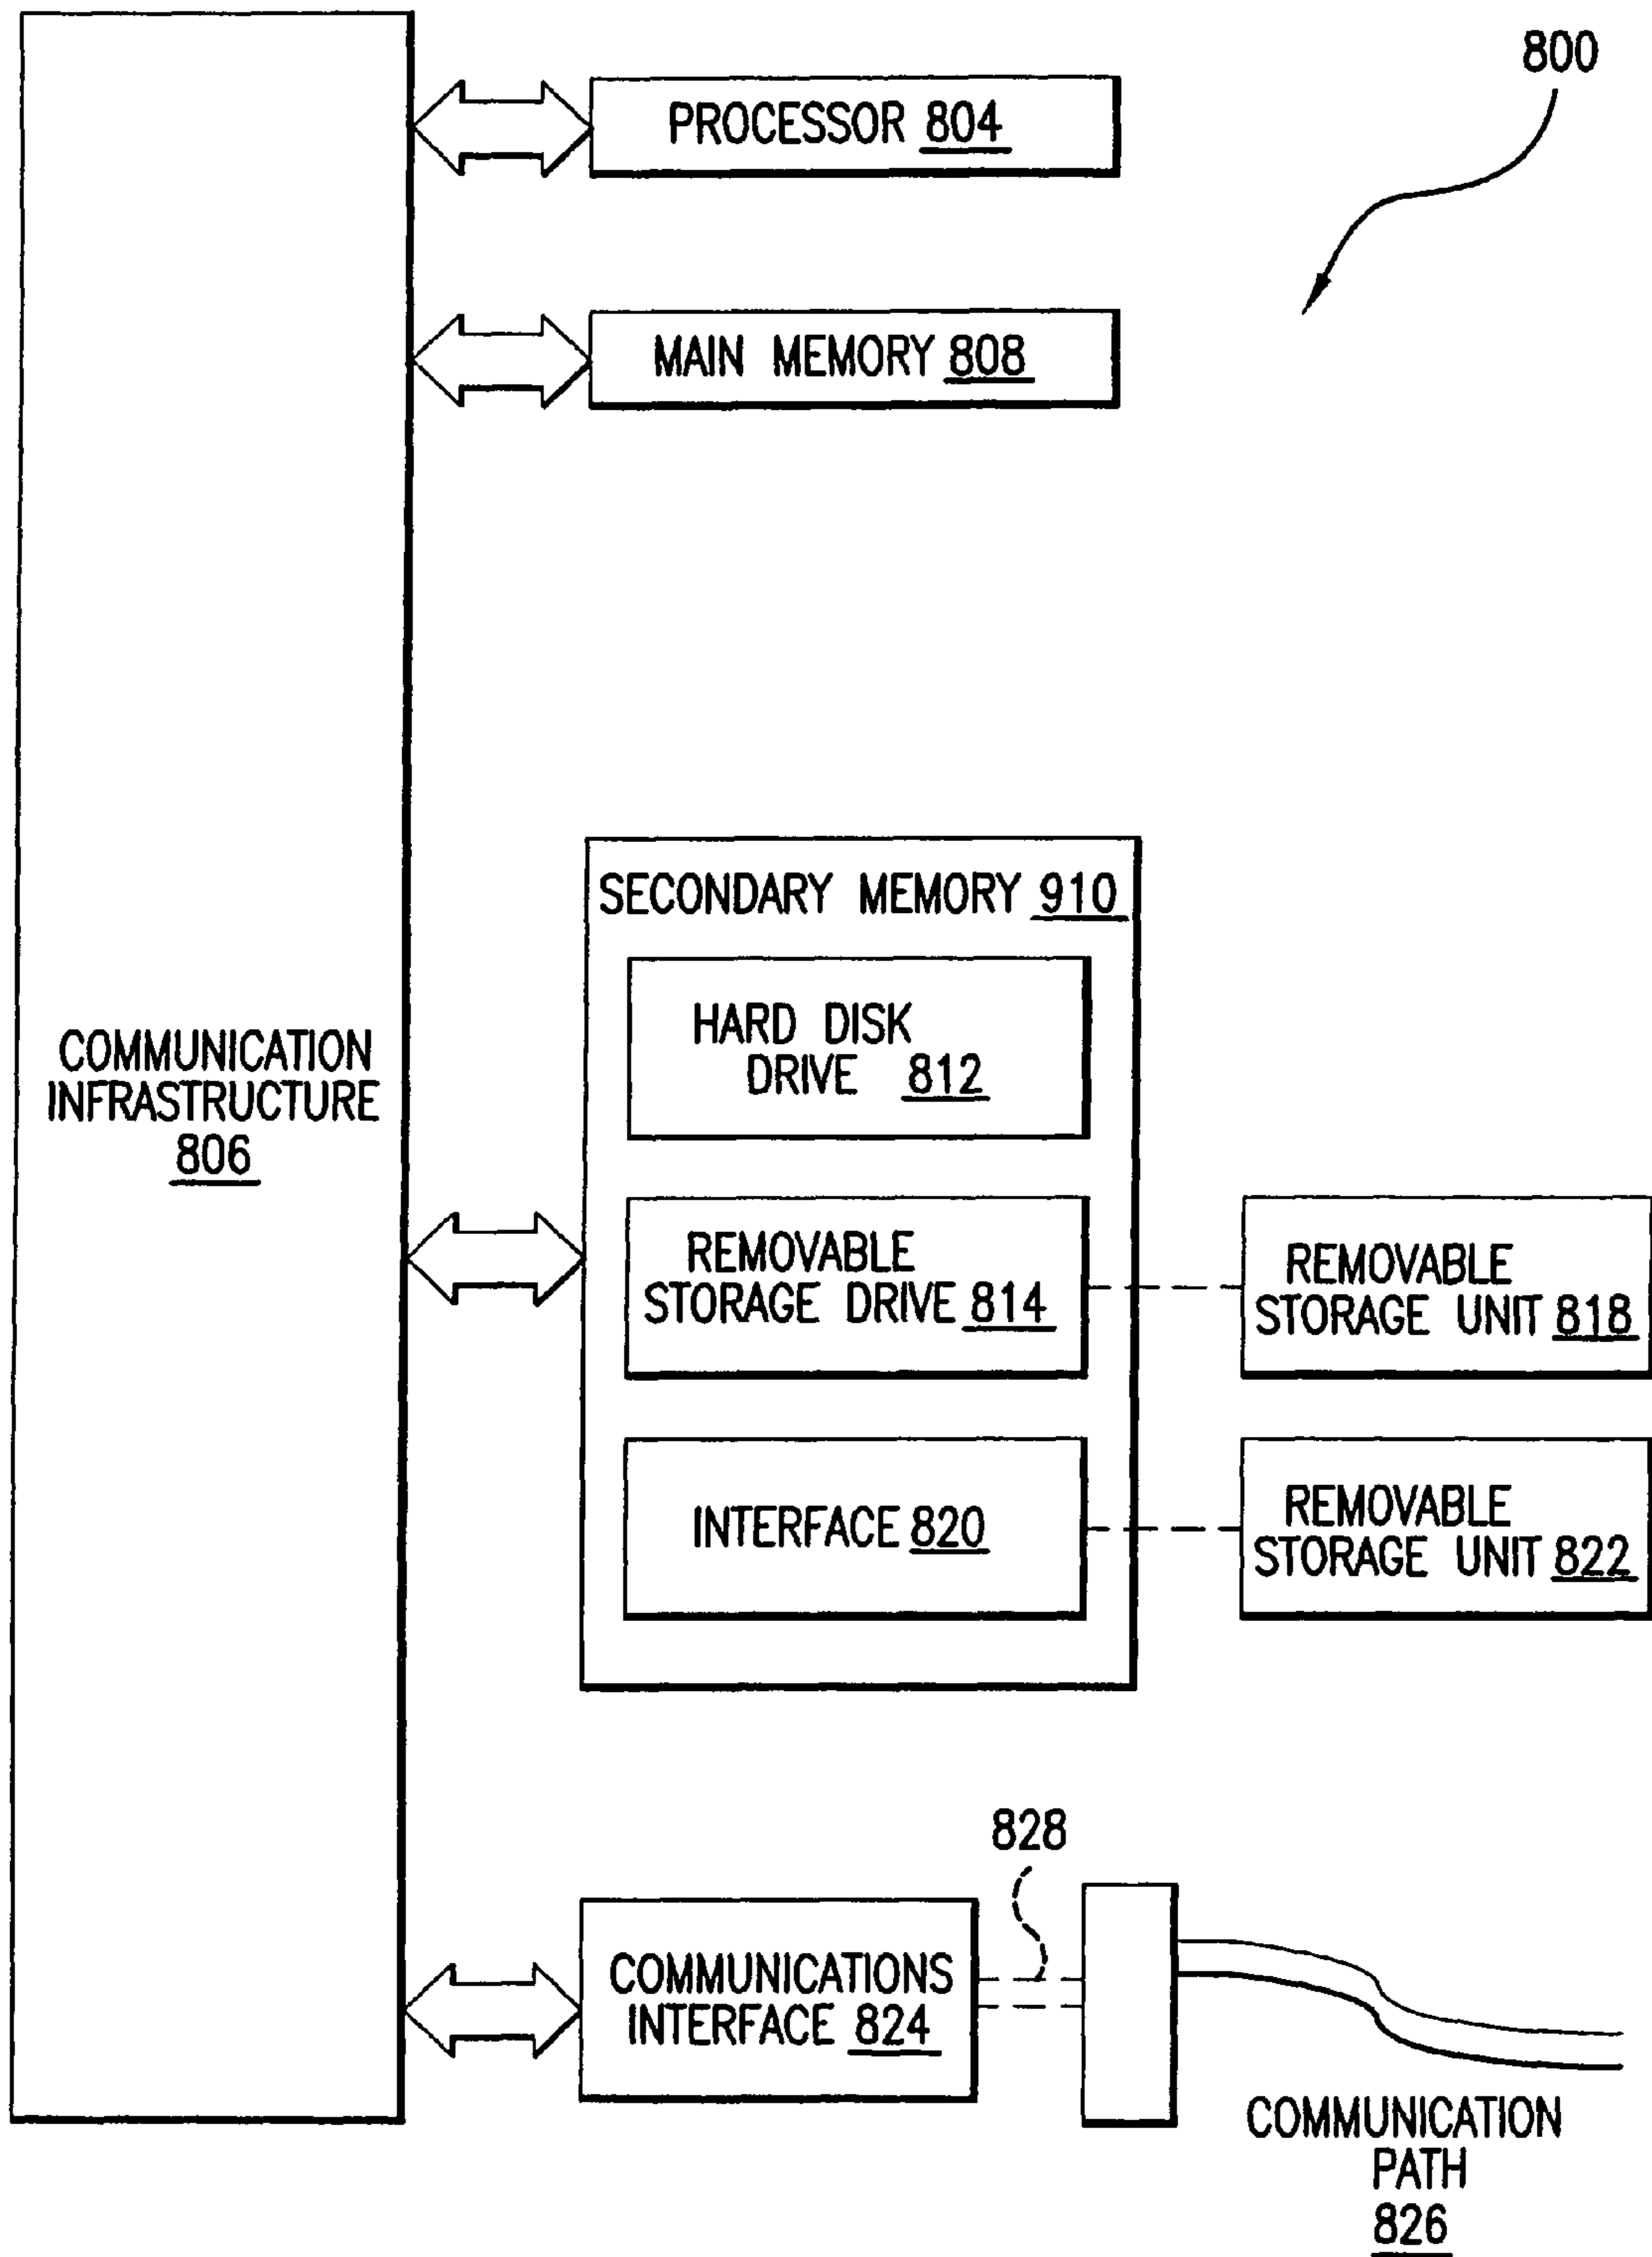 800
PROCESSOR 804
MAIN MEMORY 808
SECONDARY MEMORY 910
HARD DISK
DRIVE 812
COMMUNICATION
INFRASTRUCTURE
806
REMOVABLE
STORAGE DRIVE 814
REMOVABLE
STORAGE UNIT 818
INTERFACE 820
REMOVABLE
STORAGE UNIT 822
828
COMMUNICATIONS
INTERFACE 824
COMMUNICATION
PATH
826